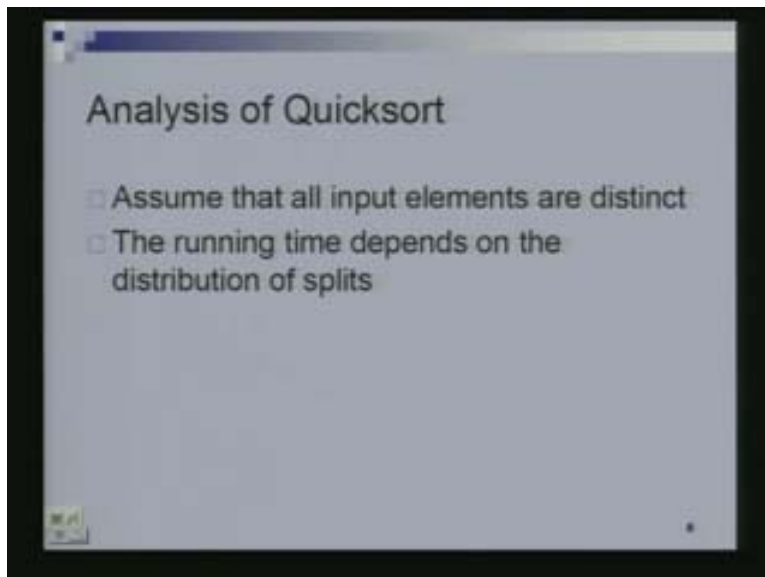 Analysis of Quicksort
Assume that all input elements are distinct
The running time depends on the
distribution of splits